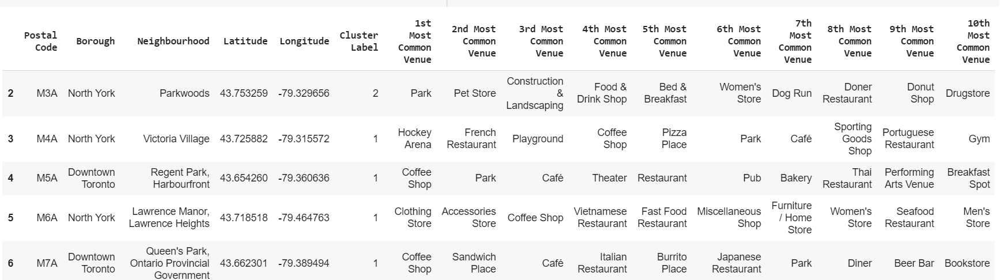 Postal Code Borough Neighbourhood Latitude Longitude Cluster Label 1st Most Common Venue 2nd Most Common Venue 3rd Most Common Venue 4th Most Common Venue 5th Most Common Venue 6th Most Common Venue 7th Most Common Venue 8th Most Common Venue 9th Most Common Venue 10th Most Common Venue
2 M3A North York Parkwoods 43.753259 -79.329656 2 Park Pet Store Construction & Landscaping Food & Drink Shop Bed & Breakfast Women's Store Dog Run Doner Restaurant Donut Shop Drugstore
3 M4A North York Victoria Village 43.725882 -79.315572 1 Hockey Arena French Restaurant Playground Coffee Shop Pizza Place Park Café Sporting Goods Shop Portuguese Restaurant Gym
4 M5A Downtown Toronto Regent Park, Harbourfront 43.654260 -79.360636 1 Coffee Shop Park Café Theater Restaurant Pub Bakery Thai Restaurant Performing Arts Venue Breakfast Spot
5 M6A North York Lawrence Manor, Lawrence Heights 43.718518 -79.464763 1 Clothing Store Accessories Store Coffee Shop Vietnamese Restaurant Fast Food Restaurant Miscellaneous Shop Furniture / Home Store Women's Store Seafood Restaurant Men's Store
6 M7A Downtown Toronto Queen's Park, Ontario Provincial Government 43.662301 -79.389494 1 Coffee Shop Sandwich Place Café Italian Restaurant Burrito Place Japanese Restaurant Park Diner Beer Bar Bookstore